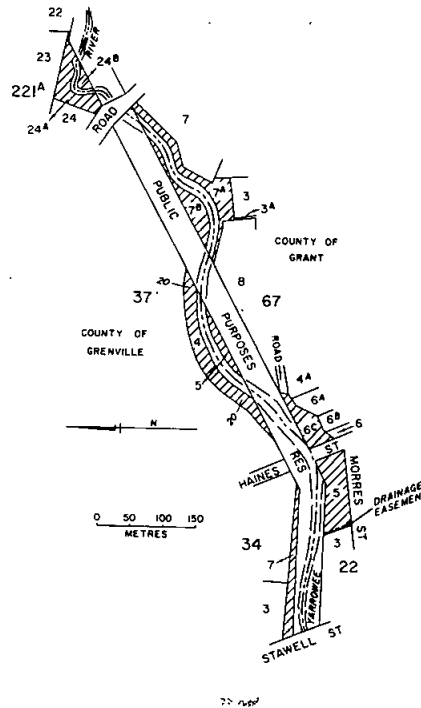 22
23
RIVER
24B
221A
24A
24
ROAD
7
PUBLIC
7A
3
3A
7B
COUNTY OF
GRANT
20
37
8
67
COUNTY OF
GRENVILLE
4
PURPOSES
ROAD
5
4A
6A
6B
6
6C
20
N
RES
ST
HAINES
MORRES
ST
5
DRAINAGE
EASEMENT
0 50 100 150
METRES
34
3
22
7
3
YARROWEE
STAWELL ST